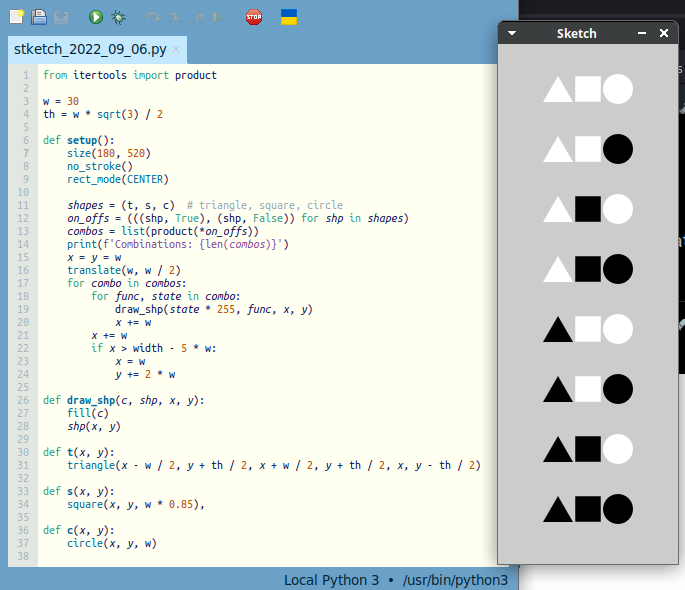 STOP
stketch_2022_09_06.py ×
Sketch
1 from itertools import product
2
3 w = 30
4 th = w * sqrt(3) / 2
5
6 def setup():
7     size(180, 520)
8     no_stroke()
9     rect_mode(CENTER)
10
11     shapes = (t, s, c)  # triangle, square, circle
12     on_offs = (((shp, True), (shp, False)) for shp in shapes)
13     combos = list(product(*on_offs))
14     print(f'Combinations: {len(combos)}')
15     x = y = w
16     translate(w, w / 2)
17     for combo in combos:
18         for func, state in combo:
19             draw_shp(state * 255, func, x, y)
20             x += w
21         x += w
22         if x > width - 5 * w:
23             x = w
24             y += 2 * w
25
26 def draw_shp(c, shp, x, y):
27     fill(c)
28     shp(x, y)
29
30 def t(x, y):
31     triangle(x - w / 2, y + th / 2, x + w / 2, y + th / 2, x, y - th / 2)
32
33 def s(x, y):
34     square(x, y, w * 0.85),
35
36 def c(x, y):
37     circle(x, y, w)
38
Local Python 3 • /usr/bin/python3